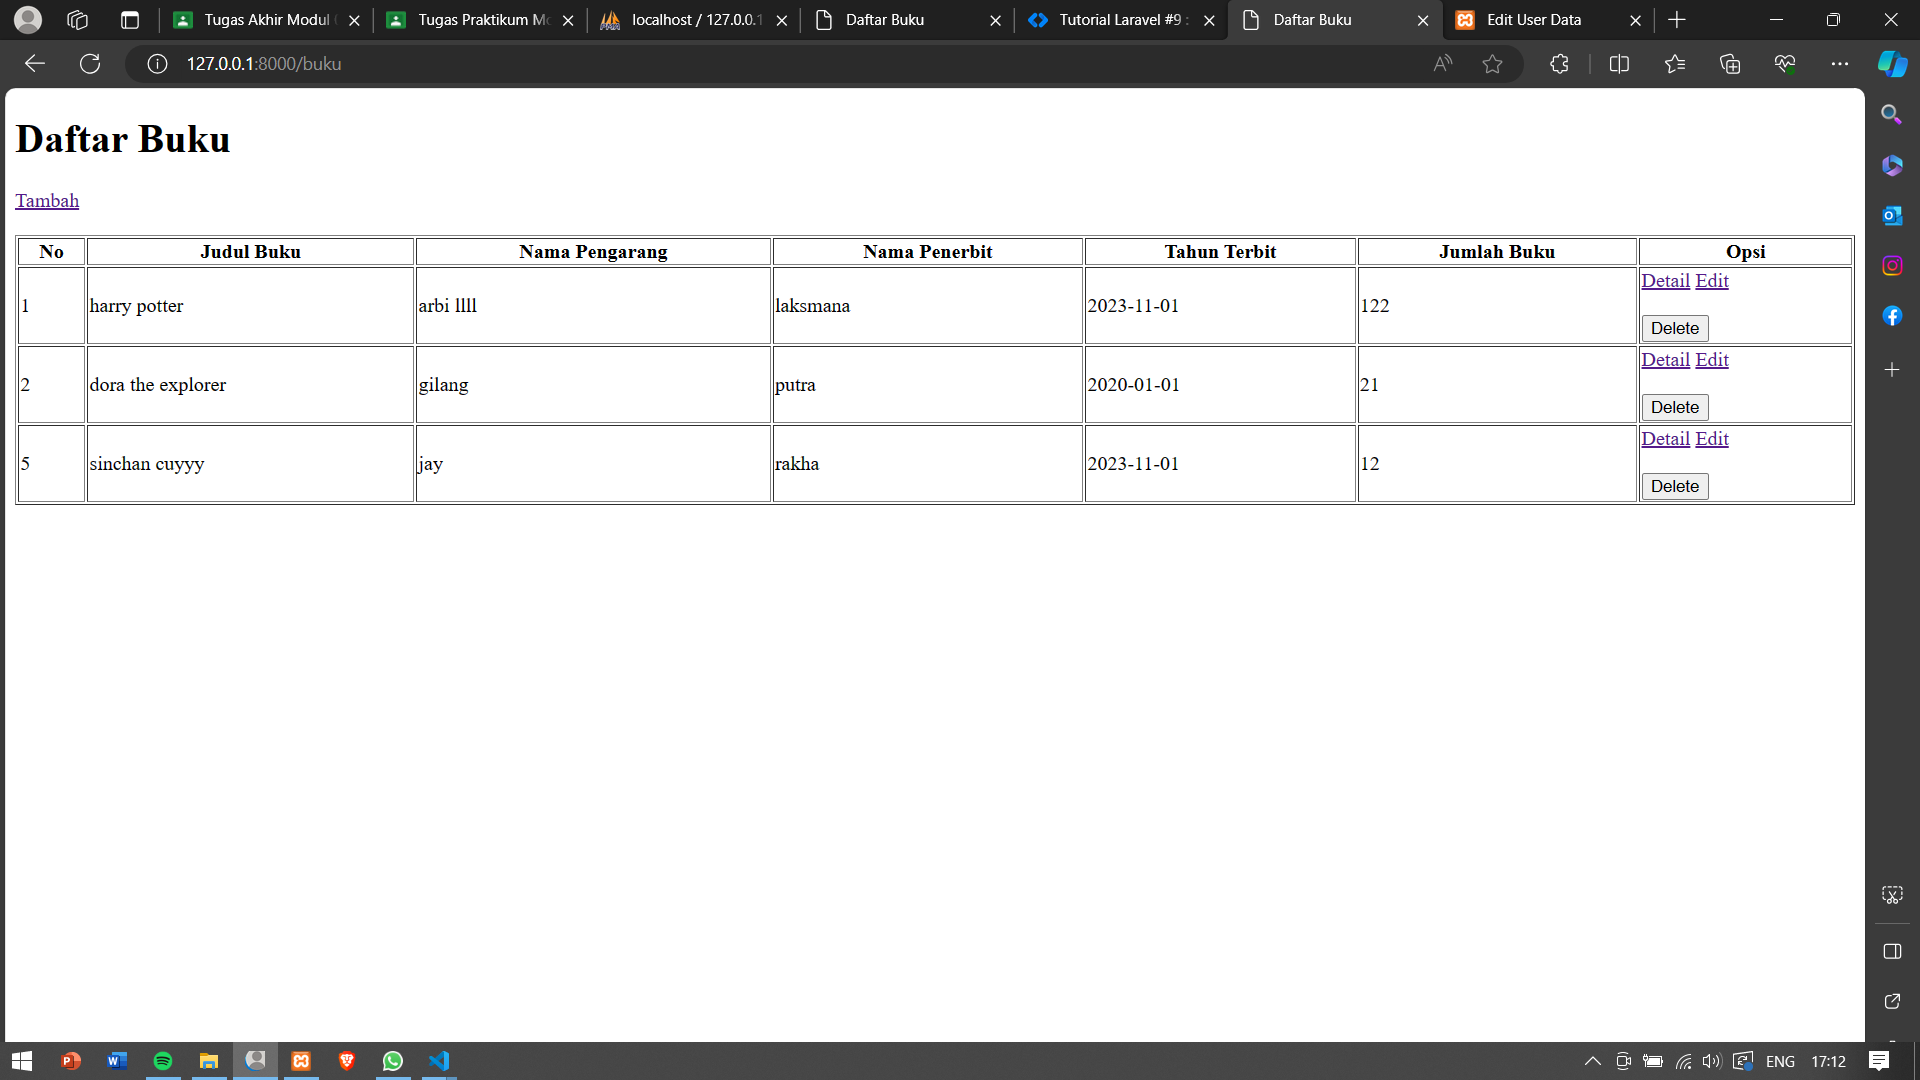 Tugas Akhir Modul
Tugas Praktikum Mo
localhost / 127.0.0.1
Daftar Buku
Tutorial Laravel #9 :
Daftar Buku
Edit User Data
127.0.0.1:8000/buku
Daftar Buku
Tambah
No Judul Buku Nama Pengarang Nama Penerbit Tahun Terbit Jumlah Buku Opsi
1 harry potter arbi llll laksmana 2023-11-01 122 Detail Edit
Delete
2 dora the explorer gilang putra 2020-01-01 21 Detail Edit
Delete
5 sinchan cuyyy jay rakha 2023-11-01 12 Detail Edit
Delete
ENG 17:12